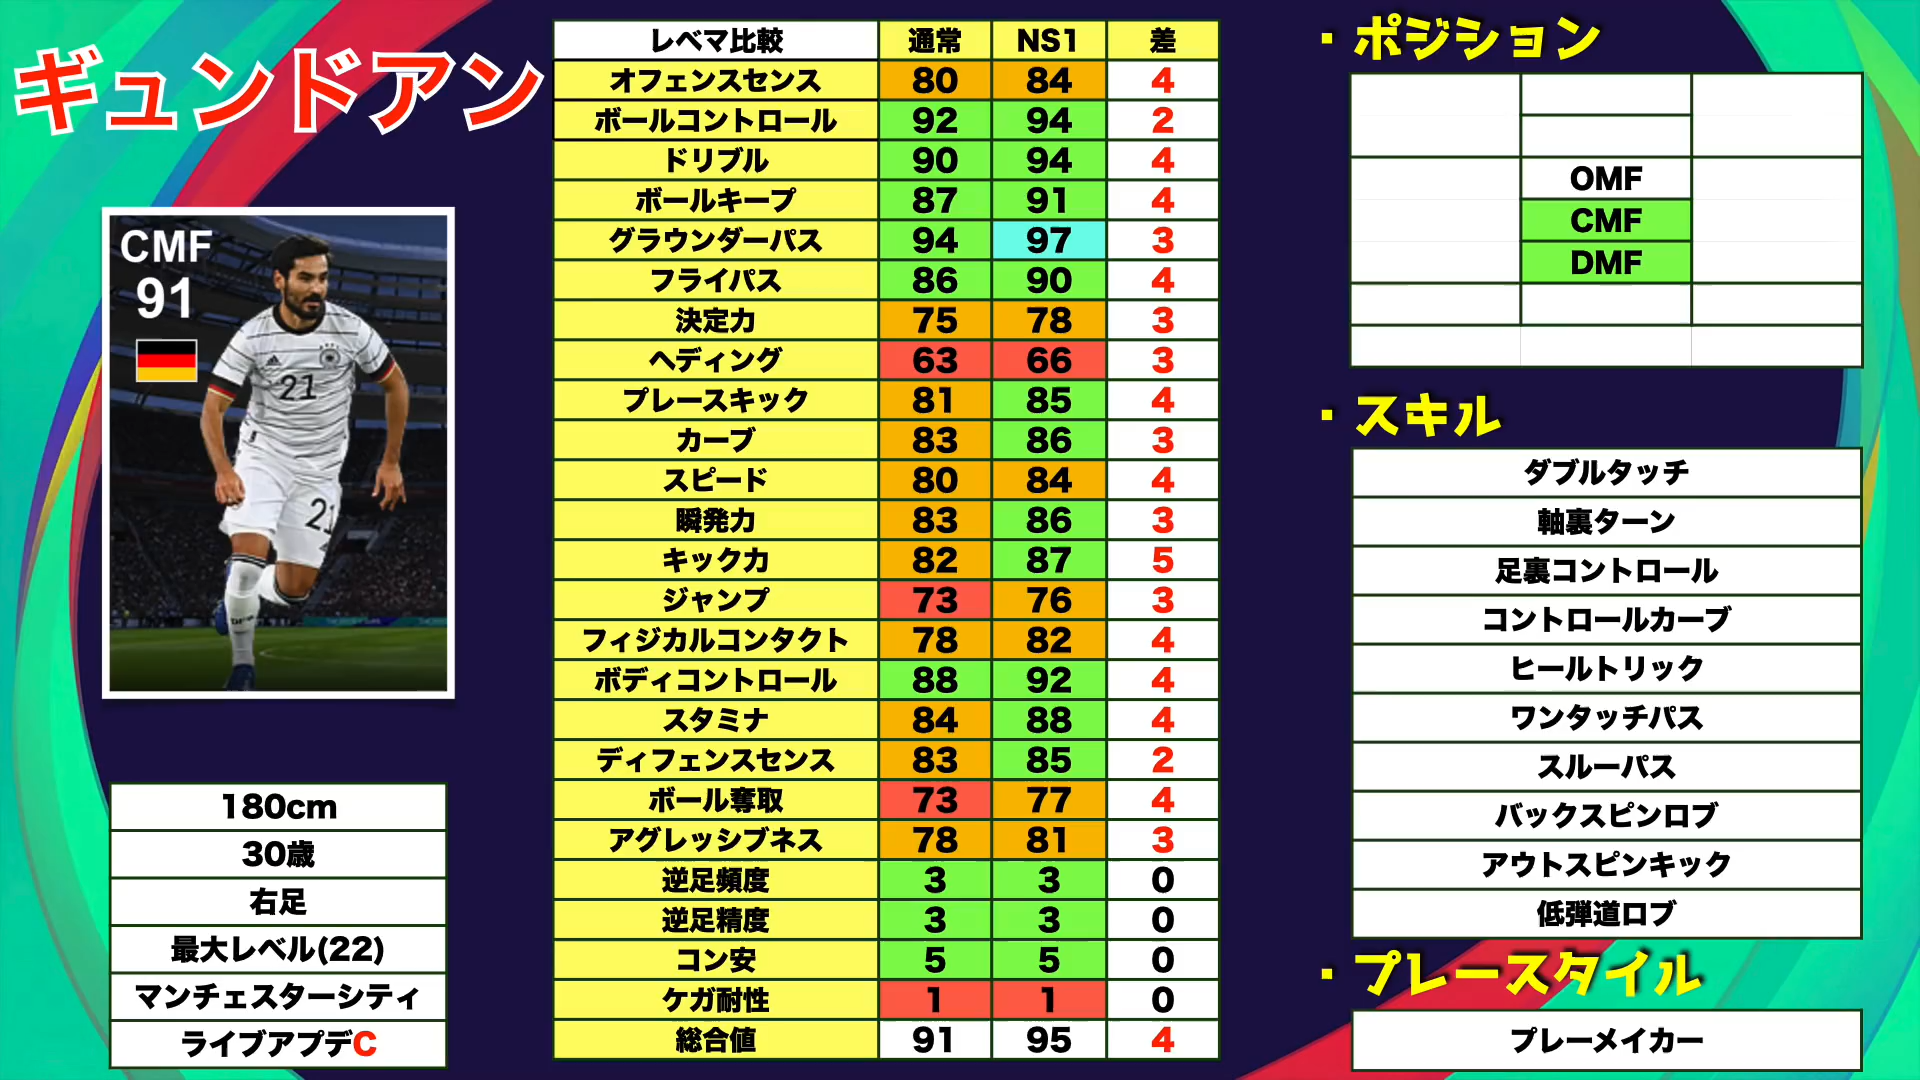 ギュンドアン
CMF
91
21
21
180cm
30歳
右足
最大レベル(22)
マンチェスターシティ
ライブアプデC
レベマ比較 通常 NS1 差
オフェンスセンス 80 84 4
ボールコントロール 92 94 2
ドリブル 90 94 4
ボールキープ 87 91 4
グラウンダーパス 94 97 3
フライパス 86 90 4
決定力 75 78 3
ヘディング 63 66 3
プレースキック 81 85 4
カーブ 83 86 3
スピード 80 84 4
瞬発力 83 86 3
キック力 82 87 5
ジャンプ 73 76 3
フィジカルコンタクト 78 82 4
ボディコントロール 88 92 4
スタミナ 84 88 4
ディフェンスセンス 83 85 2
ボール奪取 73 77 4
アグレッシブネス 78 81 3
逆足頻度 3 3 0
逆足精度 3 3 0
コン安 5 5 0
ケガ耐性 1 1 0
総合値 91 95 4
・ポジション
OMF
CMF
DMF
・スキル
ダブルタッチ
軸裏ターン
足裏コントロール
コントロールカーブ
ヒールトリック
ワンタッチパス
スルーパス
バックスピンロブ
アウトスピンキック
低弾道ロブ
・プレースタイル
プレーメイカー